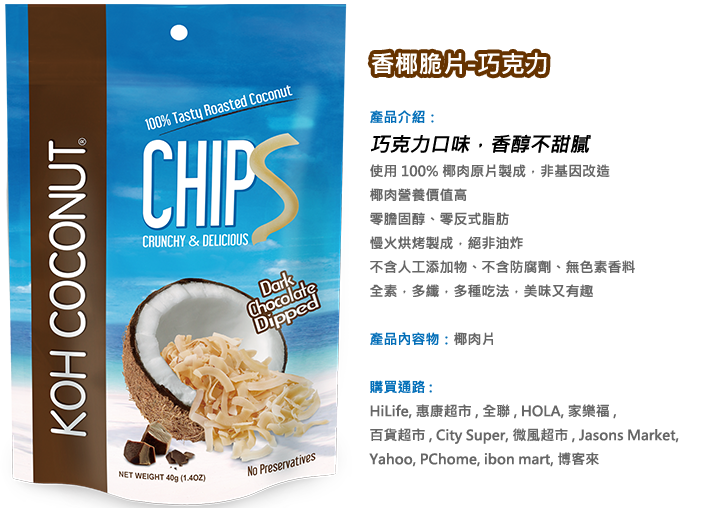 KOH COCONUT®
100% Tasty Roasted Coconut
CHIPS
CRUNCHY & DELICIOUS
Dark
Chocolate
Dipped
NET WEIGHT 40g (1.4OZ)
No Preservatives
香椰脆片-巧克力
產品介紹：
巧克力口味，香醇不甜膩
使用 100% 椰肉原片製成，非基因改造
椰肉營養價值高
零膽固醇、零反式脂肪
慢火烘烤製成，絕非油炸
不含人工添加物、不含防腐劑、無色素香料
全素，多纖，多種吃法，美味又有趣
產品內容物：椰肉片
購買通路：
HiLife, 惠康超市 , 全聯 , HOLA, 家樂福 ,
百貨超市 , City Super, 微風超市 , Jasons Market,
Yahoo, PChome, ibon mart, 博客來